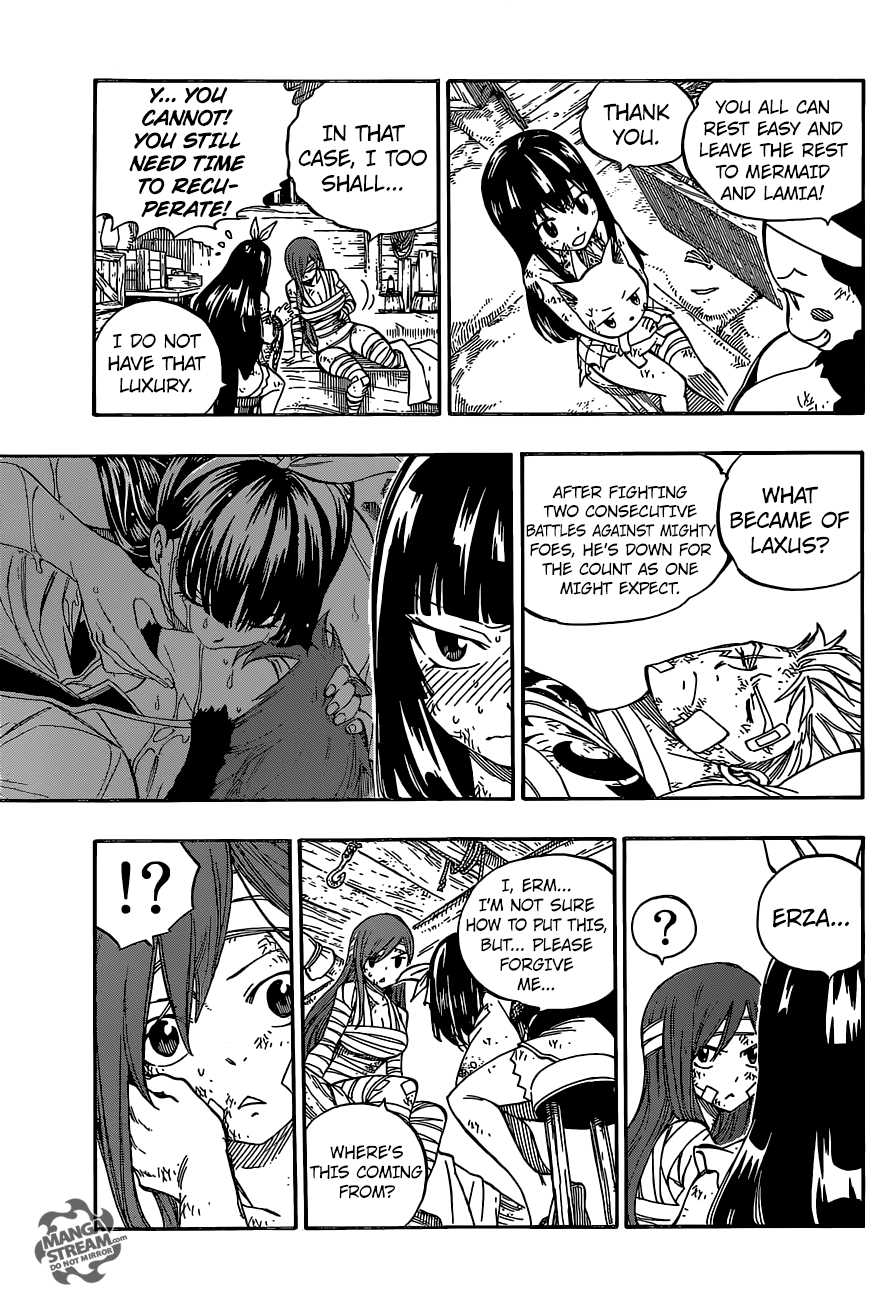 YOU ALL CAN
REST EASY AND
LEAVE THE REST
TO MERMAID
AND LAMIA!
THANK
YOU.
IN THAT
CASE, I TOO
SHALL...
Y... YOU
CANNOT!
YOU STILL
NEED TIME
TO RECU-
PERATE!
I DO NOT
HAVE THAT
LUXURY.
WHAT
BECAME OF
LAXUS?
AFTER FIGHTING
TWO CONSECUTIVE
BATTLES AGAINST MIGHTY
FOES, HE'S DOWN FOR
THE COUNT AS ONE
MIGHT EXPECT.
ERZA...
?
I, ERM...
I'M NOT SURE
HOW TO PUT THIS,
BUT... PLEASE
FORGIVE
ME...
WHERE'S
THIS COMING
FROM?
!?
MANGA
STREAM.com
DO NOT MIRROR